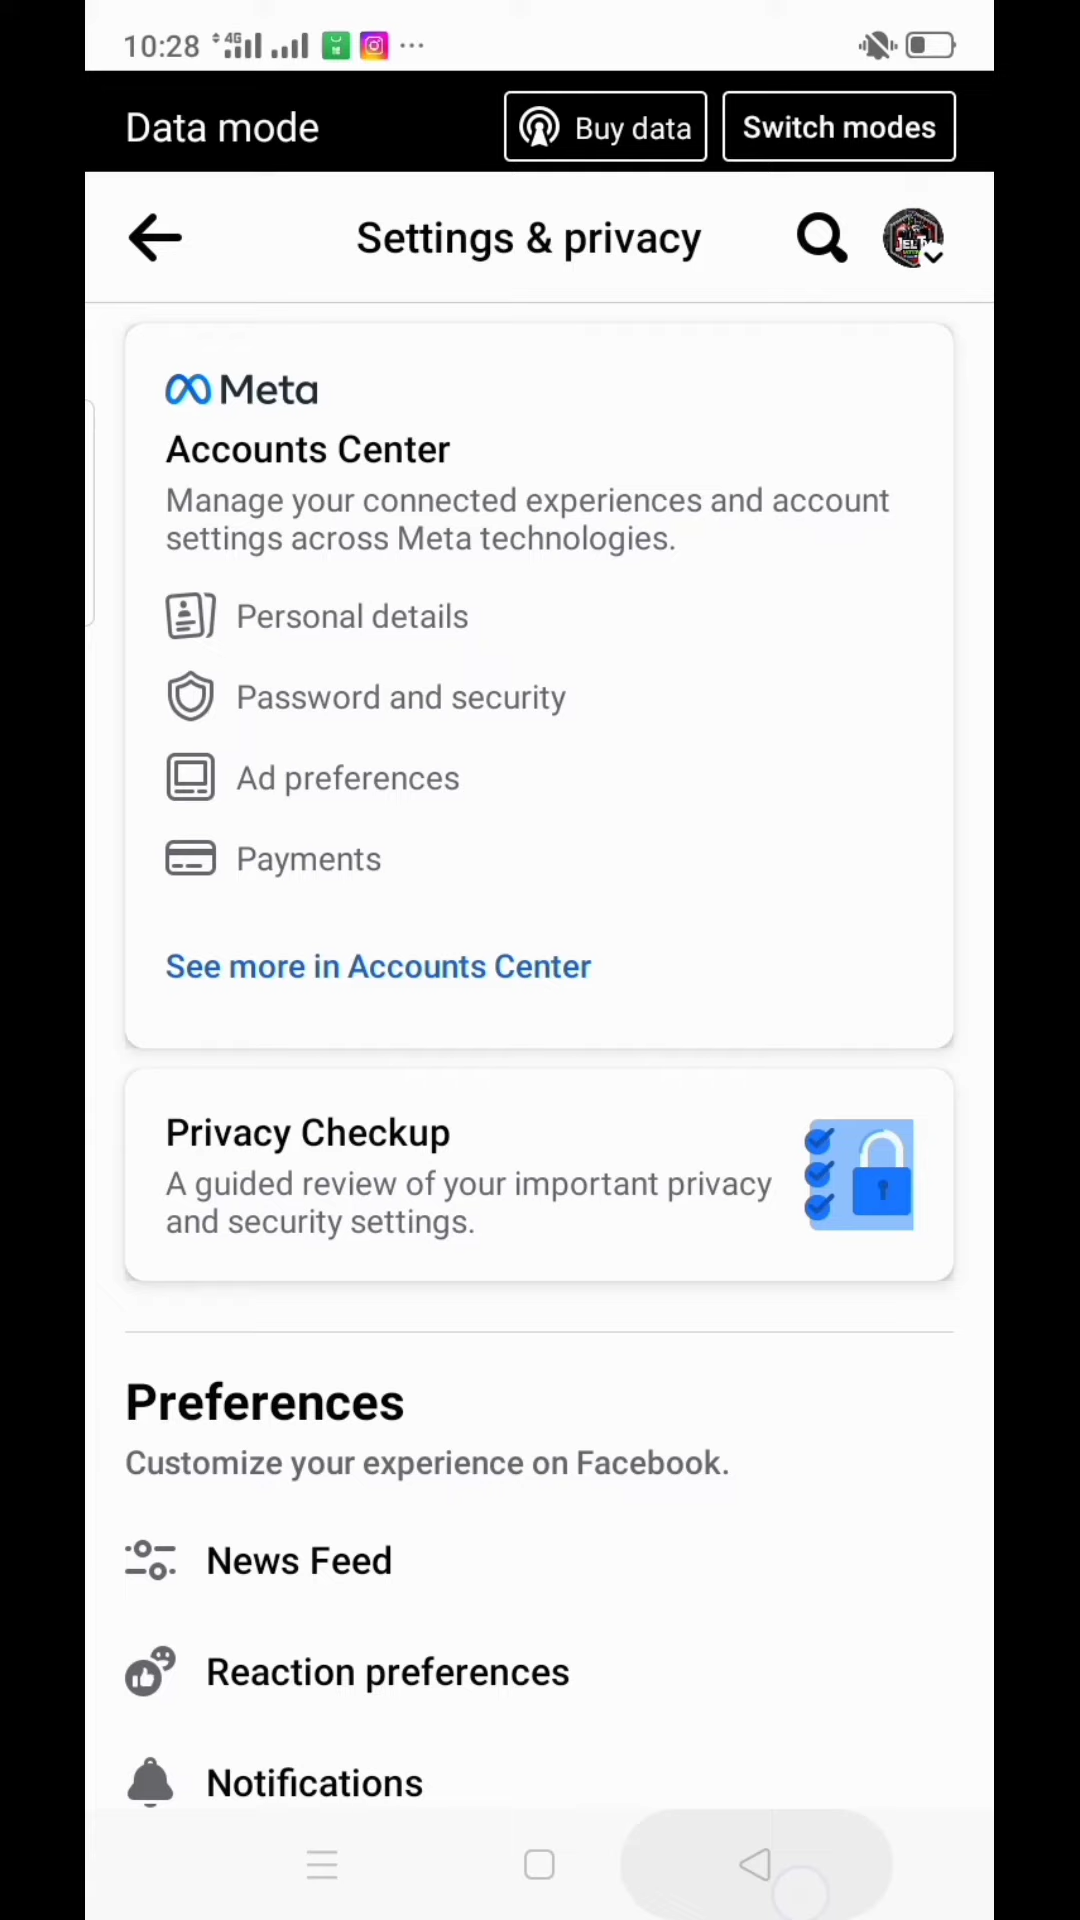 10:28 4G
Data mode
Buy data
Switch modes
Settings & privacy
Meta
Accounts Center
Manage your connected experiences and account
settings across Meta technologies.
Personal details
Password and security
Ad preferences
Payments
See more in Accounts Center
Privacy Checkup
A guided review of your important privacy
and security settings.
Preferences
Customize your experience on Facebook.
News Feed
Reaction preferences
Notifications